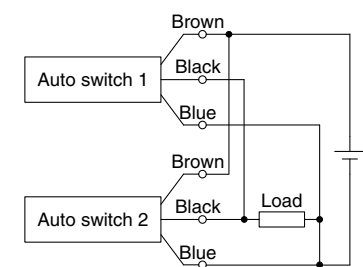 Brown
Auto switch 1
Black
Blue
Brown
Auto switch 2
Black
Load
Blue